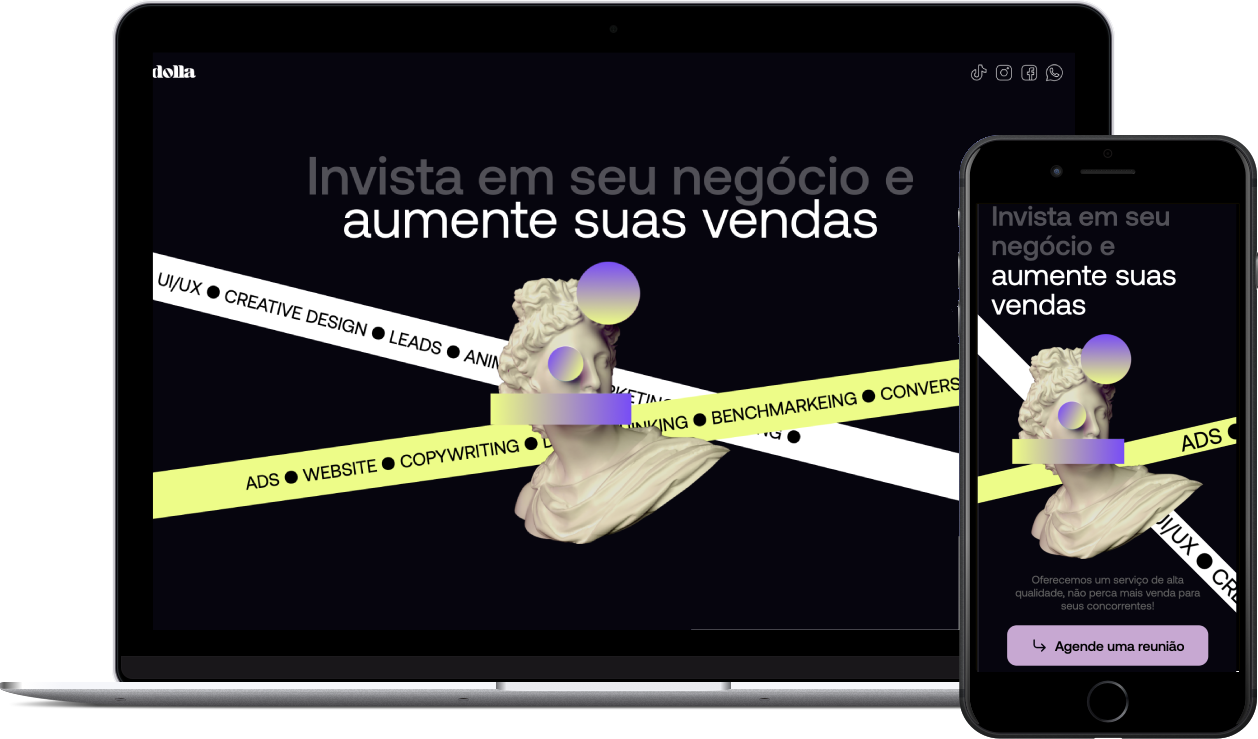 dolla
Invista em seu negócio e
aumente suas vendas
UI/UX ● CREATIVE DESIGN ● LEADS ● ANIM
ADS ● WEBSITE ● COPYWRITING ●
BENCHMARKEING ● CONVERS
Invista em seu
negócio e
aumente suas
vendas
ADS ●
UI/UX ● CRE
Oferecemos um serviço de alta
qualidade, não perca mais venda para
seus concorrentes!
Agende uma reunião